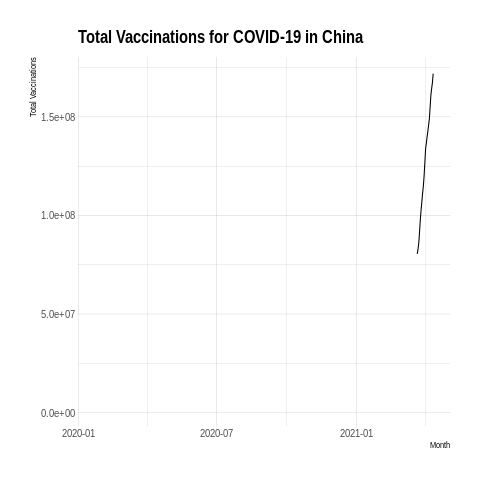 Total Vaccinations for COVID-19 in China
Total Vaccinations
1.5e+08
1.0e+08
5.0e+07
0.0e+00
2020-01
2020-07
2021-01
Month